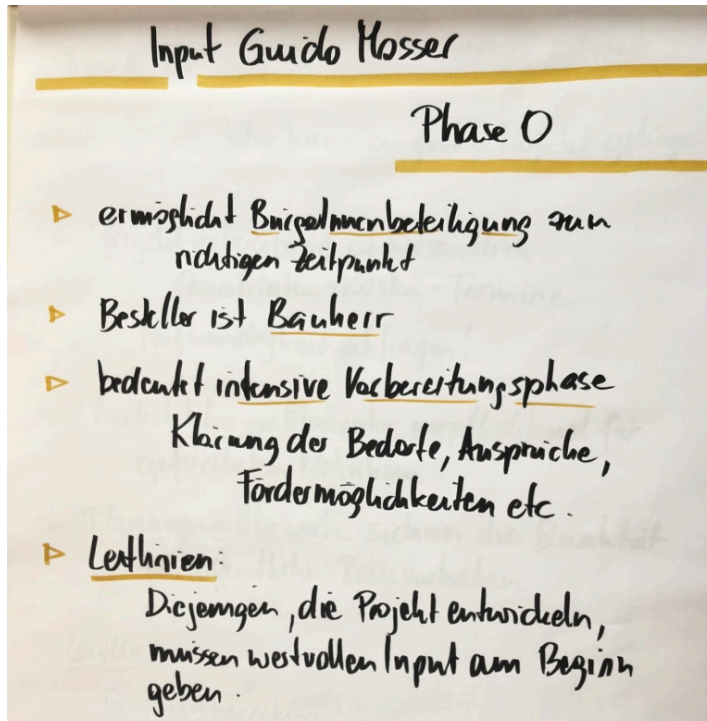 Input Guido Mosser
Phase 0
▷ ermöglicht BürgerInnenbeteiligung zum
richtigen Zeitpunkt
▷ Besteller ist Bauherr
▷ bedeutet intensive Vorbereitungsphase
Klärung der Bedarfe, Ansprüche,
Fördermöglichkeiten etc.
▷ Leitlinien:
Diejenigen, die Projekt entwickeln,
müssen wertvollen Input am Beginn
geben.